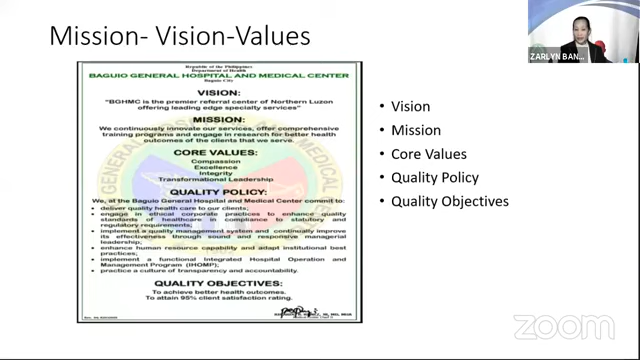 Mission- Vision-Values
ZARLYN BAN...
Republic of the Philippines
Department of Health
BAGUIO GENERAL HOSPITAL AND MEDICAL CENTER
Baguio City
VISION:
"BGHMC is the premier referral center of Northern Luzon
offering leading edge specialty services"
MISSION:
We continuously innovate our services, offer comprehensive
training programs and engage in research for better health
outcomes of the clients that we serve.
CORE VALUES:
Compassion
Excellence
Integrity
Transformational Leadership
QUALITY POLICY:
We, at the Baguio General Hospital and Medical Center commit to:
• deliver quality health care to our clients;
• engage in ethical corporate practices to enhance quality
standards of healthcare in compliance to statutory and
regulatory requirements;
• implement a quality management system and continually improve
its effectiveness through sound and responsive managerial
leadership;
• enhance human resource capability and adapt institutional best
practices;
• implement a functional Integrated Hospital Operation and
Management Program (IHOMP);
• practice a culture of transparency and accountability.
QUALITY OBJECTIVES:
To achieve better health outcomes.
To attain 95% client satisfaction rating.
• Vision
• Mission
• Core Values
• Quality Policy
• Quality Objectives
zoom